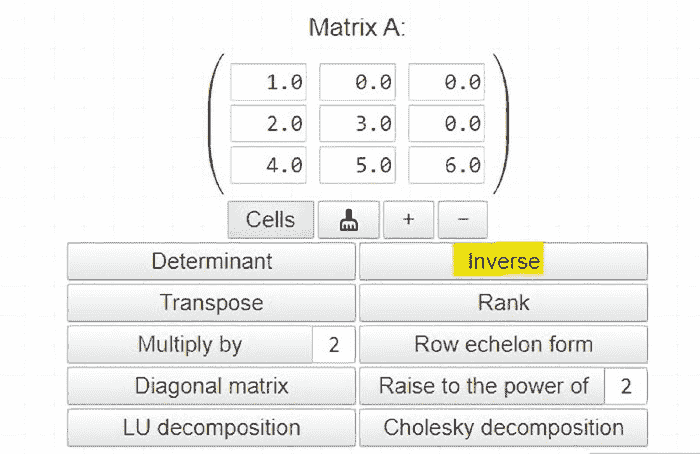 Matrix A:
1.0 0.0 0.0
2.0 3.0 0.0
4.0 5.0 6.0
Cells + −
Determinant Inverse
Transpose Rank
Multiply by 2 Row echelon form
Diagonal matrix Raise to the power of 2
LU decomposition Cholesky decomposition